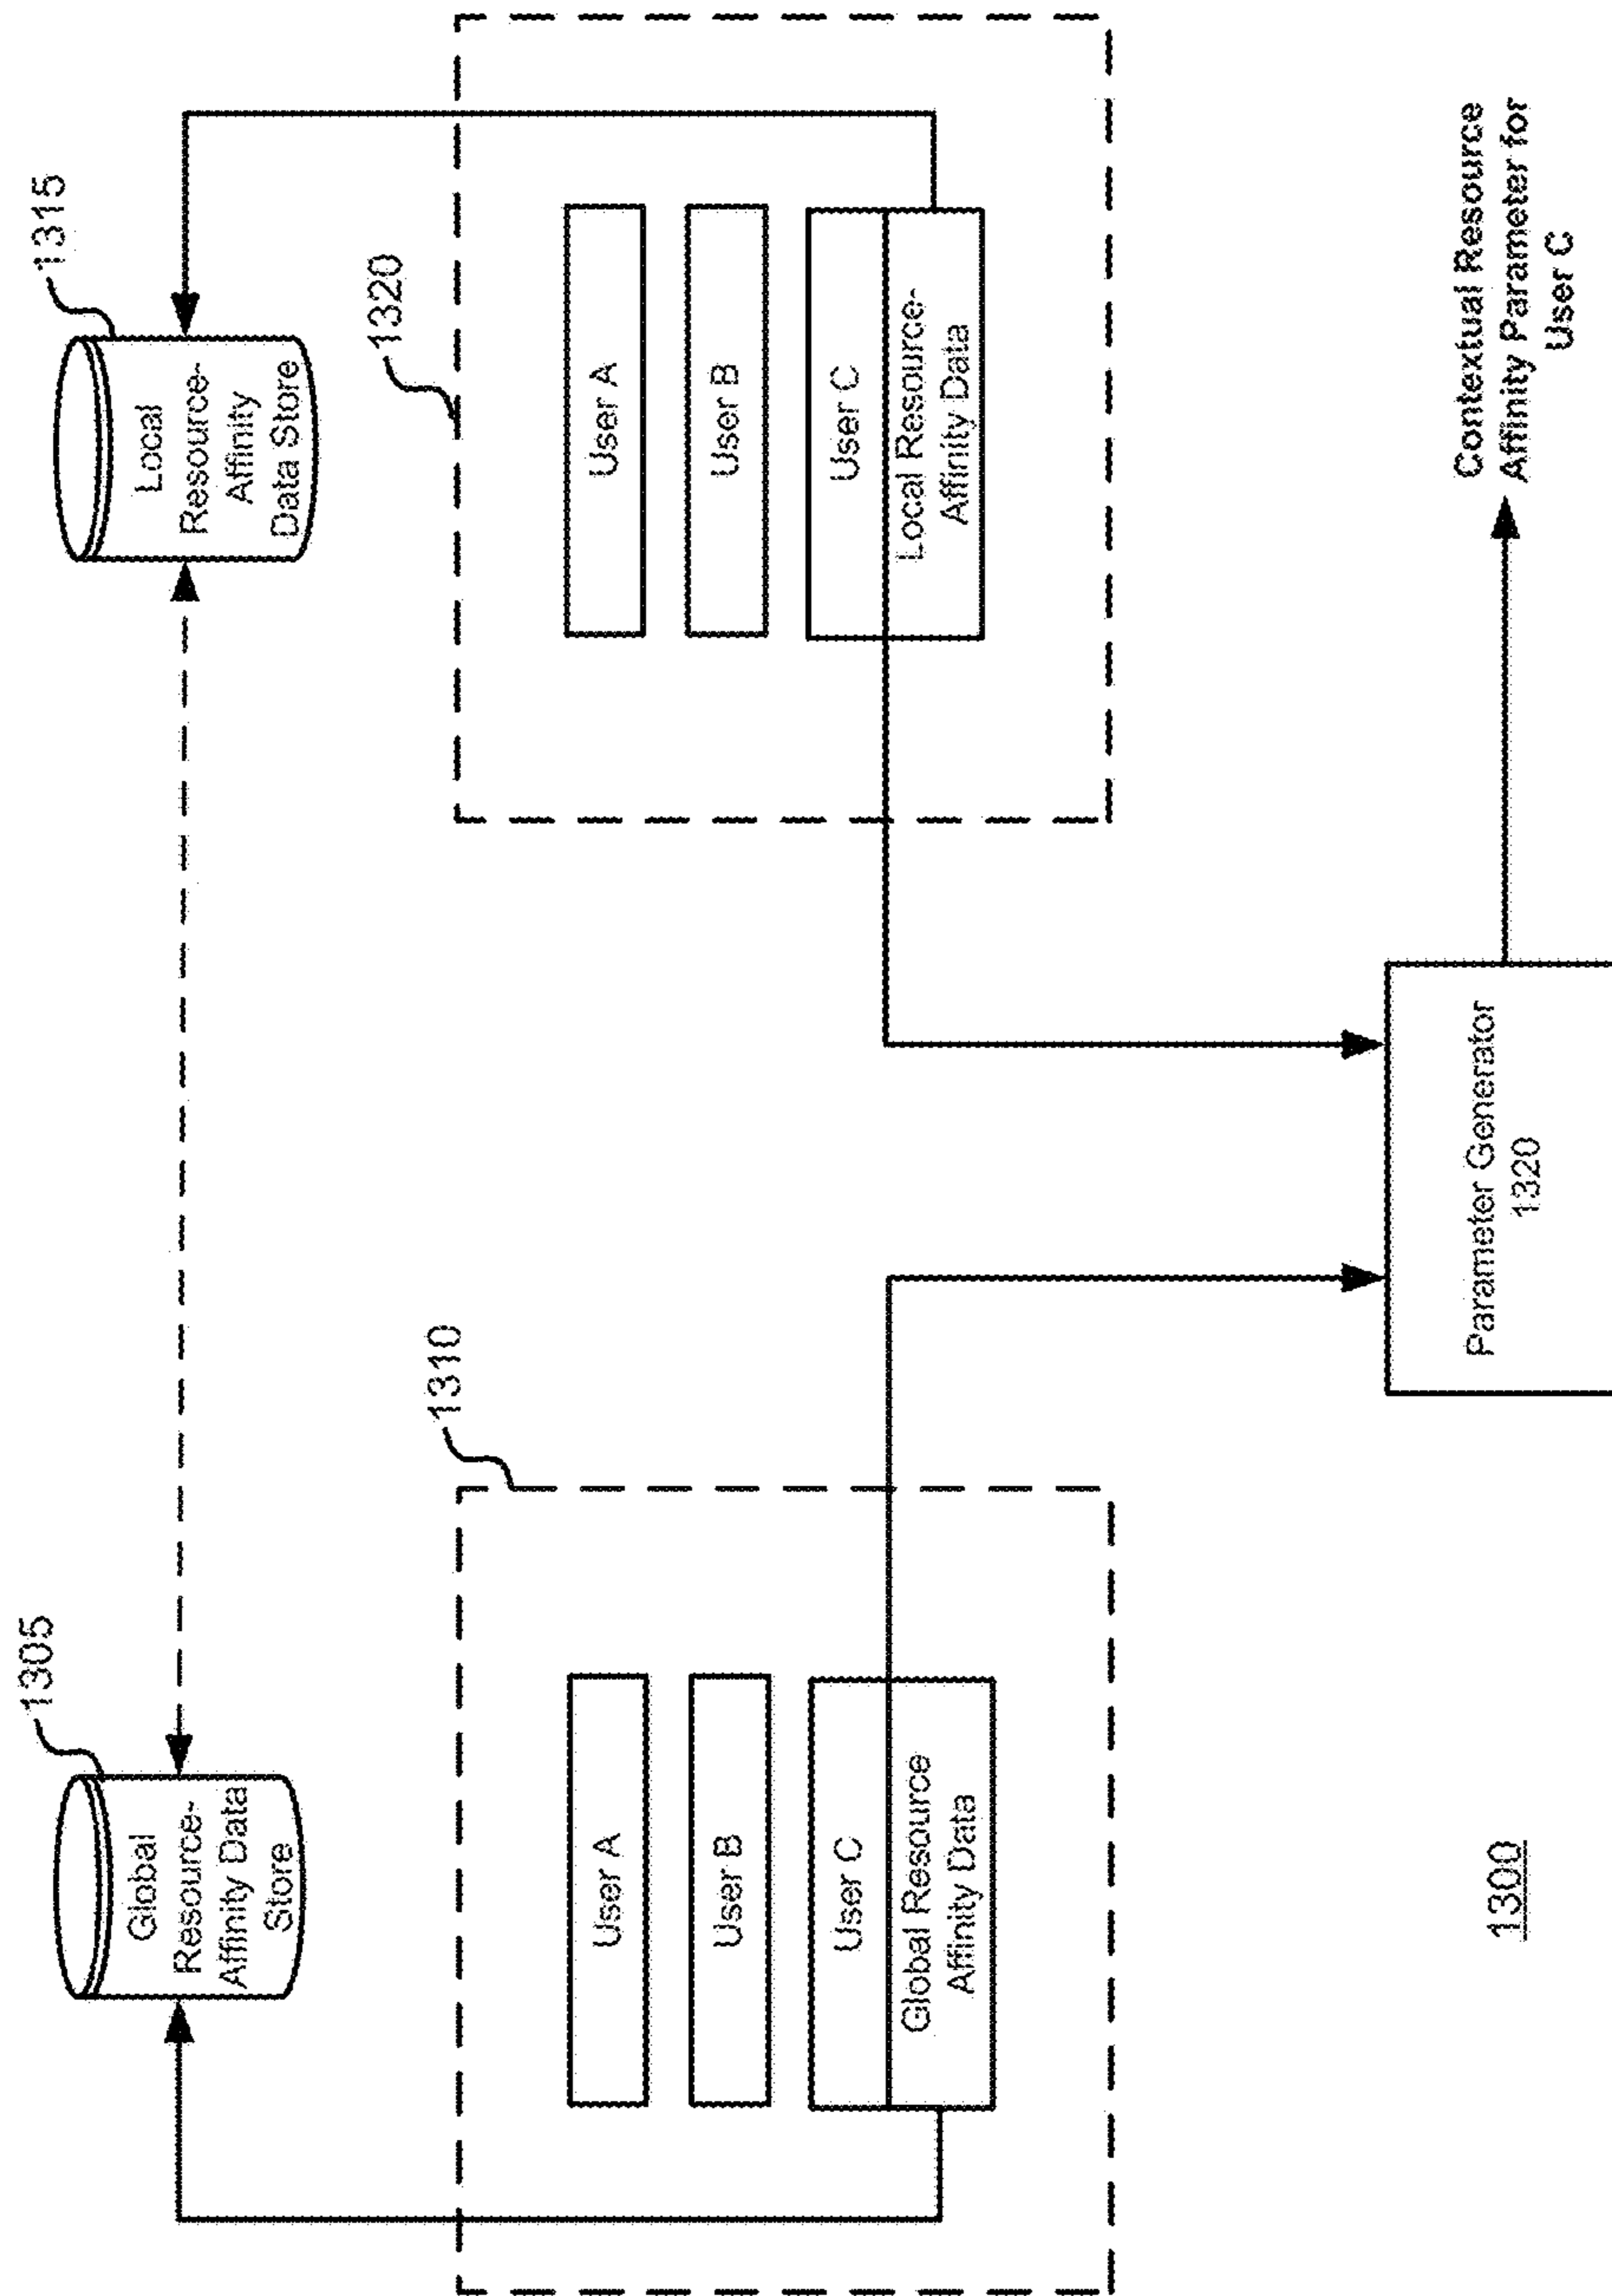 1305
Global
Resource-
Affinity Data
Store
1315
Local
Resource-
Affinity
Data Store
1310
User A
User B
User C
Global Resource
Affinity Data
1320
User A
User B
User C
Local Resource-
Affinity Data
Parameter Generator
1320
Contextual Resource
Affinity Parameter for
User C
1300